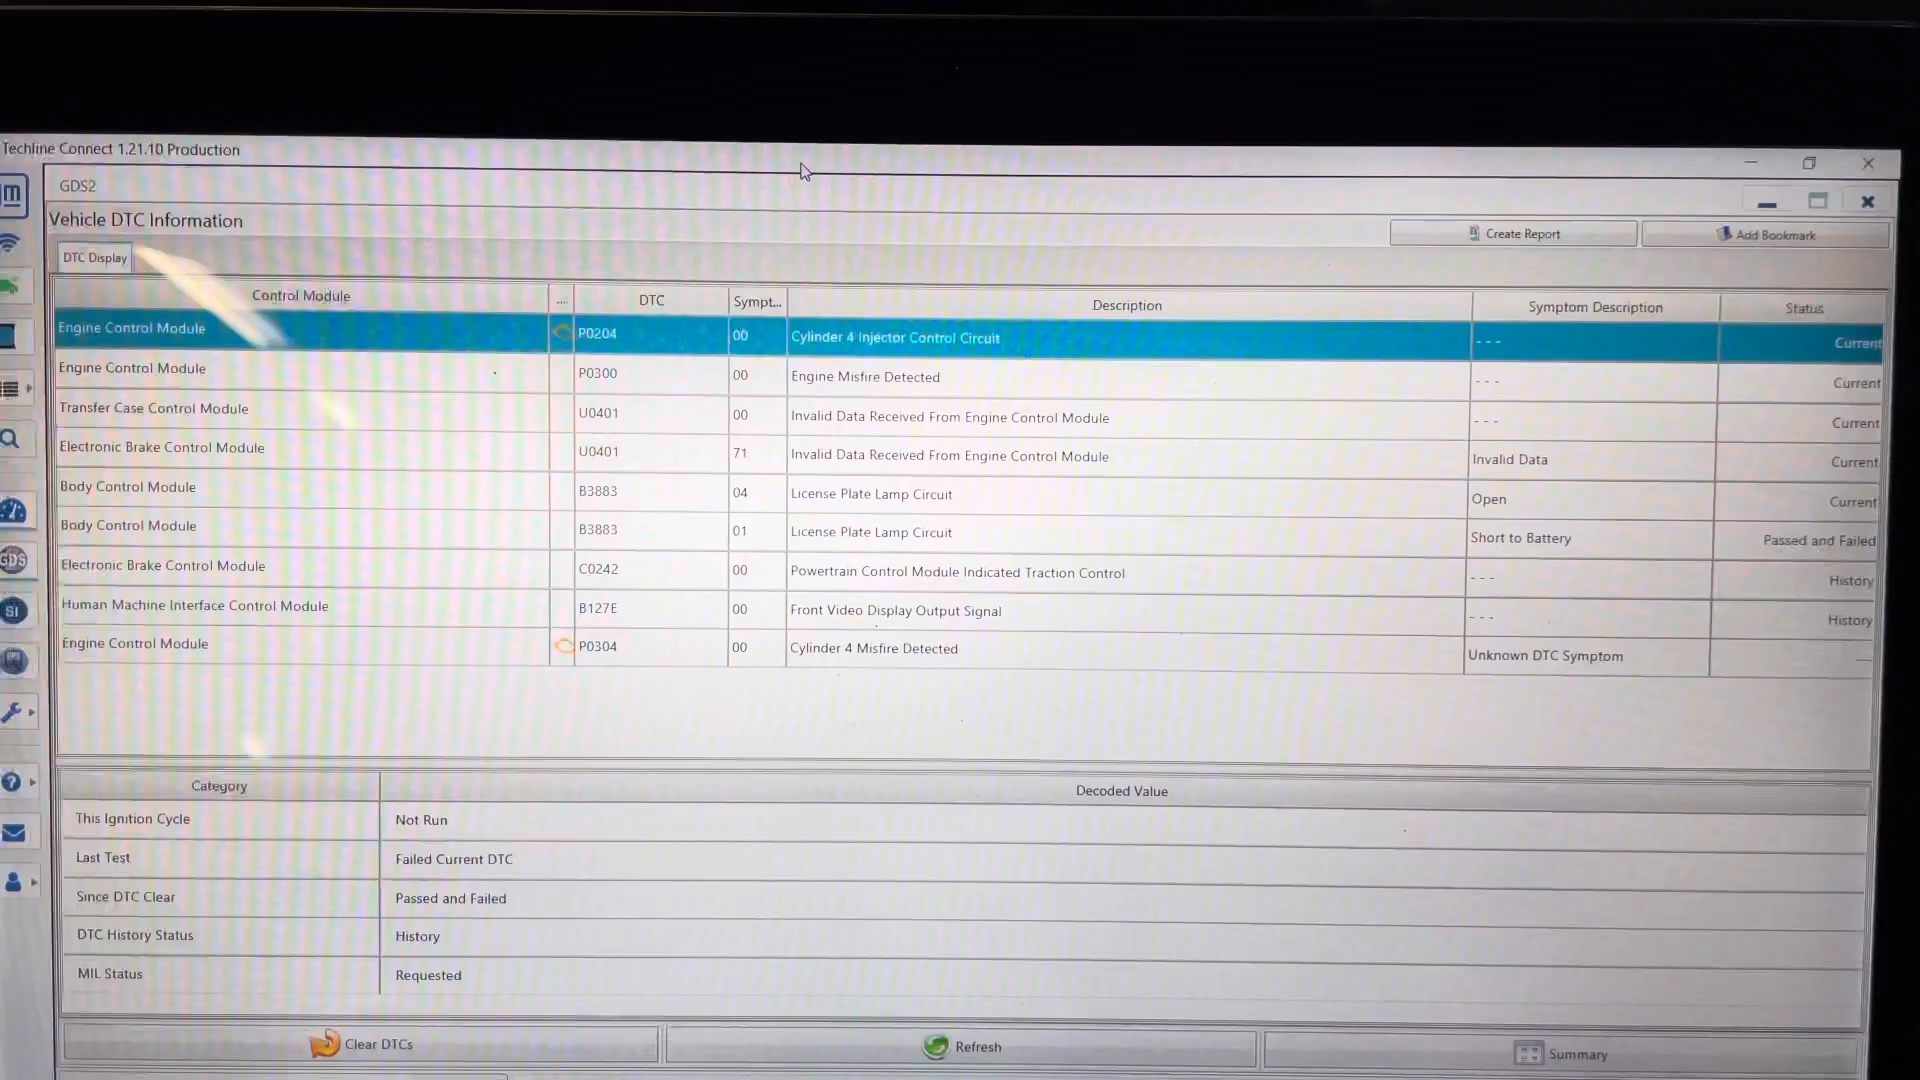 Techline Connect 1.21.10 Production
GDS2
Vehicle DTC Information
Create Report
Add Bookmark
DTC Display
Control Module ... DTC Sympt... Description Symptom Description Status
Engine Control Module P0204 00 Cylinder 4 Injector Control Circuit --- Current
Engine Control Module P0300 00 Engine Misfire Detected --- Current
Transfer Case Control Module U0401 00 Invalid Data Received From Engine Control Module --- Current
Electronic Brake Control Module U0401 71 Invalid Data Received From Engine Control Module Invalid Data Current
Body Control Module B3883 04 License Plate Lamp Circuit Open Current
Body Control Module B3883 01 License Plate Lamp Circuit Short to Battery Passed and Failed
Electronic Brake Control Module C0242 00 Powertrain Control Module Indicated Traction Control --- History
Human Machine Interface Control Module B127E 00 Front Video Display Output Signal --- History
Engine Control Module P0304 00 Cylinder 4 Misfire Detected Unknown DTC Symptom
Category Decoded Value
This Ignition Cycle Not Run
Last Test Failed Current DTC
Since DTC Clear Passed and Failed
DTC History Status History
MIL Status Requested
Clear DTCs Refresh Summary
GDS
SI